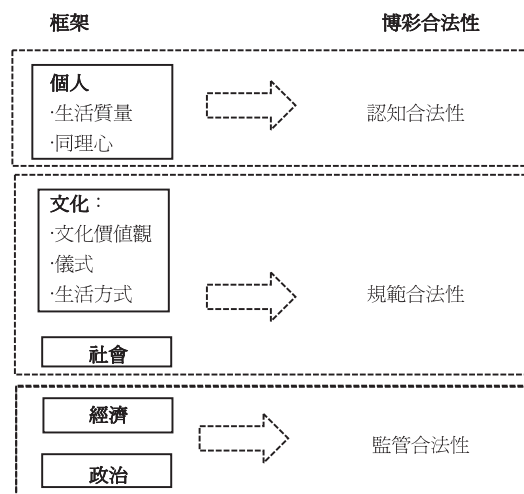 框架 博彩合法性
個人
·生活質量
·同理心
認知合法性
文化：
·文化價值觀
·儀式
·生活方式
規範合法性
社會
經濟
監管合法性
政治